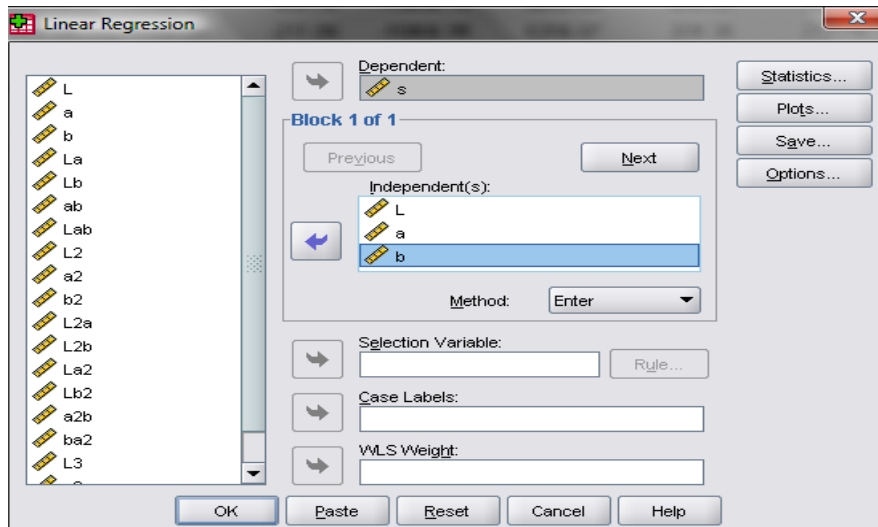 Linear Regression
L
a
b
La
Lb
ab
Lab
L2
a2
b2
L2a
L2b
La2
Lb2
a2b
ba2
L3
Dependent:
s
Block 1 of 1
Previous
Next
Independent(s):
L
a
b
Method:
Enter
Selection Variable:
Rule...
Case Labels:
WLS Weight:
Statistics...
Plots...
Save...
Options...
OK
Paste
Reset
Cancel
Help